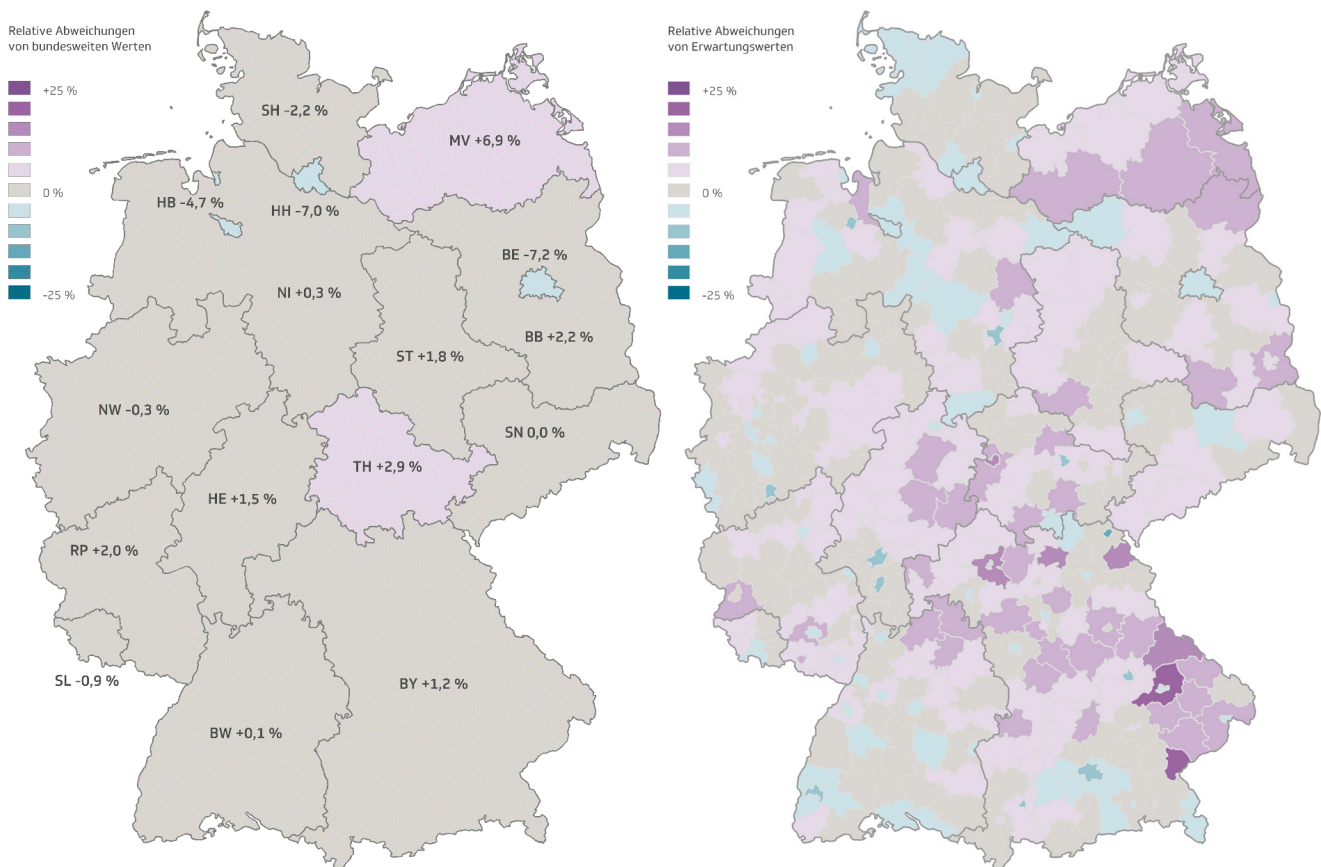 Relative Abweichungen
von bundesweiten Werten
+25 %
0 %
-25 %
SH -2,2 %
MV +6,9 %
HB -4,7 %
HH -7,0 %
BE -7,2 %
NI +0,3 %
BB +2,2 %
ST +1,8 %
NW -0,3 %
SN 0,0 %
TH +2,9 %
HE +1,5 %
RP +2,0 %
SL -0,9 %
BY +1,2 %
BW +0,1 %
Relative Abweichungen
von Erwartungswerten
+25 %
0 %
-25 %